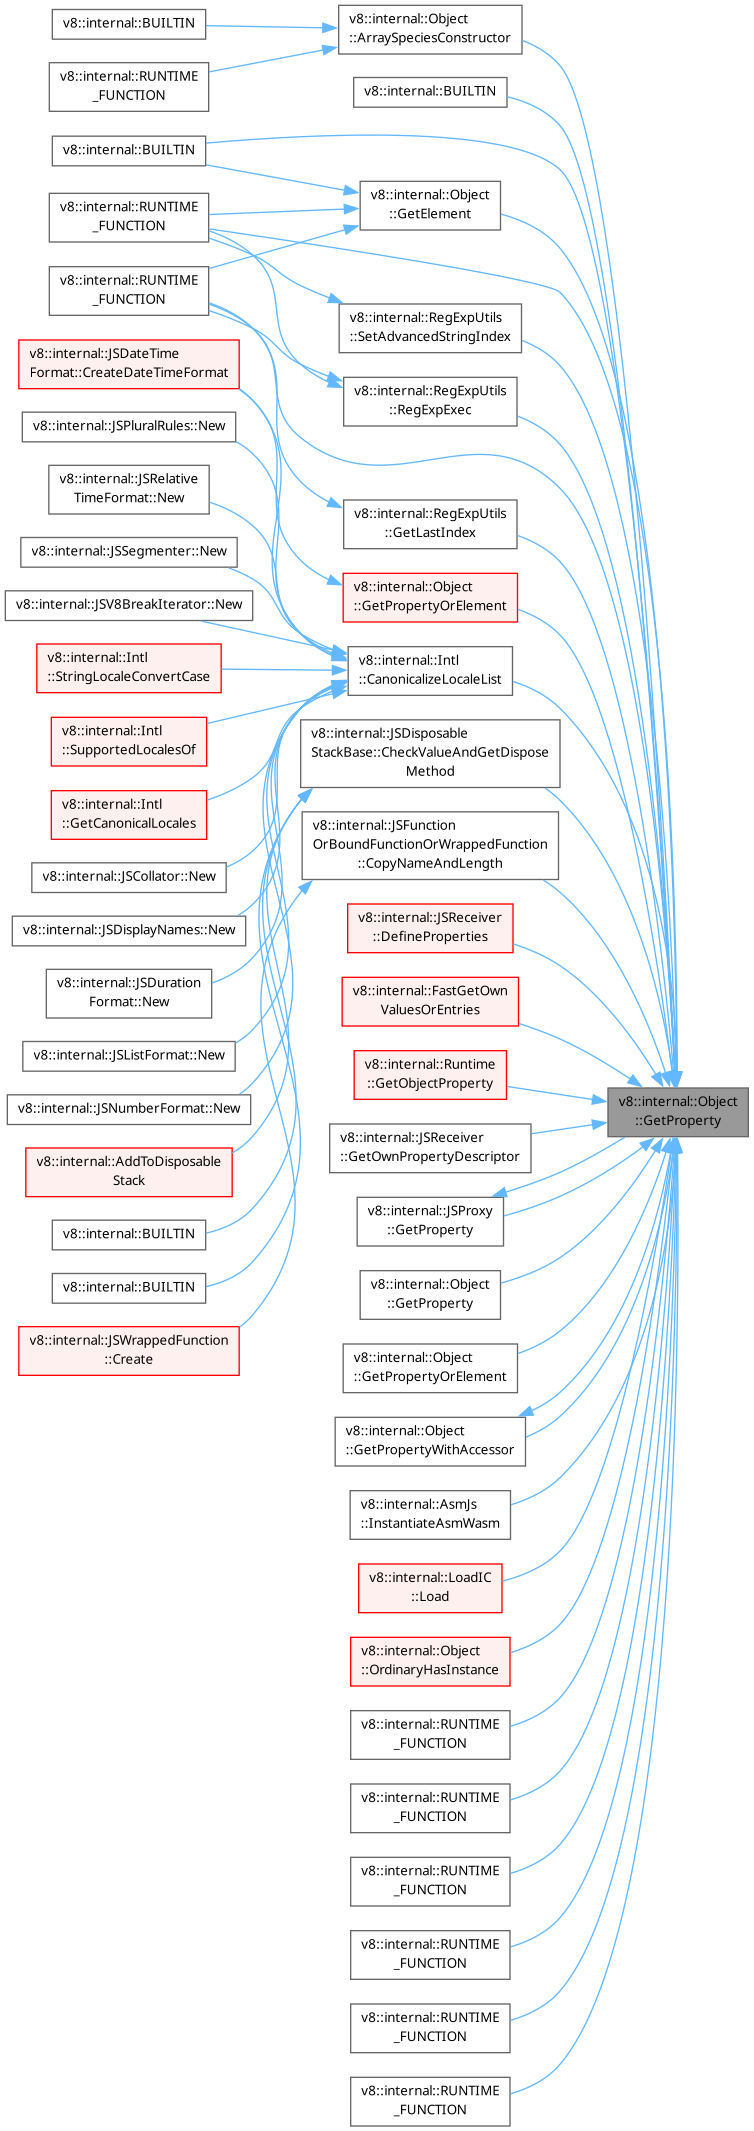 v8::internal::BUILTIN
v8::internal::RUNTIME
_FUNCTION
v8::internal::BUILTIN
v8::internal::RUNTIME
_FUNCTION
v8::internal::RUNTIME
_FUNCTION
v8::internal::JSDateTime
Format::CreateDateTimeFormat
v8::internal::JSPluralRules::New
v8::internal::JSRelative
TimeFormat::New
v8::internal::JSSegmenter::New
v8::internal::JSV8BreakIterator::New
v8::internal::Intl
::StringLocaleConvertCase
v8::internal::Intl
::SupportedLocalesOf
v8::internal::Intl
::GetCanonicalLocales
v8::internal::JSCollator::New
v8::internal::JSDisplayNames::New
v8::internal::JSDuration
Format::New
v8::internal::JSListFormat::New
v8::internal::JSNumberFormat::New
v8::internal::AddToDisposable
Stack
v8::internal::BUILTIN
v8::internal::BUILTIN
v8::internal::JSWrappedFunction
::Create
v8::internal::Object
::ArraySpeciesConstructor
v8::internal::BUILTIN
v8::internal::Object
::GetElement
v8::internal::RegExpUtils
::SetAdvancedStringIndex
v8::internal::RegExpUtils
::RegExpExec
v8::internal::RegExpUtils
::GetLastIndex
v8::internal::Object
::GetPropertyOrElement
v8::internal::Intl
::CanonicalizeLocaleList
v8::internal::JSDisposable
StackBase::CheckValueAndGetDispose
Method
v8::internal::JSFunction
OrBoundFunctionOrWrappedFunction
::CopyNameAndLength
v8::internal::JSReceiver
::DefineProperties
v8::internal::FastGetOwn
ValuesOrEntries
v8::internal::Runtime
::GetObjectProperty
v8::internal::JSReceiver
::GetOwnPropertyDescriptor
v8::internal::JSProxy
::GetProperty
v8::internal::Object
::GetProperty
v8::internal::Object
::GetPropertyOrElement
v8::internal::Object
::GetPropertyWithAccessor
v8::internal::AsmJs
::InstantiateAsmWasm
v8::internal::LoadIC
::Load
v8::internal::Object
::OrdinaryHasInstance
v8::internal::RUNTIME
_FUNCTION
v8::internal::RUNTIME
_FUNCTION
v8::internal::RUNTIME
_FUNCTION
v8::internal::RUNTIME
_FUNCTION
v8::internal::RUNTIME
_FUNCTION
v8::internal::RUNTIME
_FUNCTION
v8::internal::Object
::GetProperty